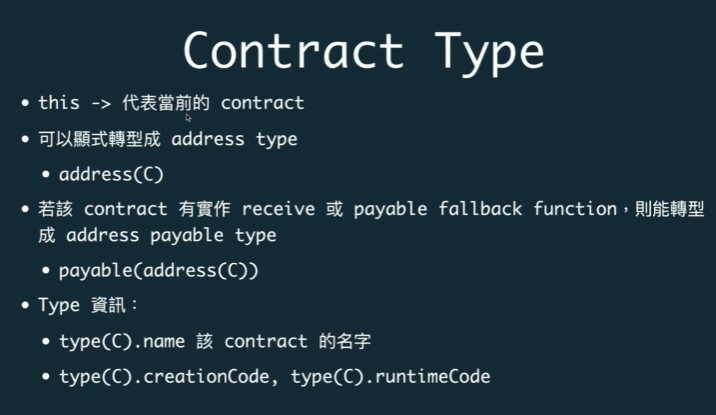 Contract Type
• this -> 代表當前的 contract
• 可以顯式轉型成 address type
• address(C)
• 若該 contract 有實作 receive 或 payable fallback function，則能轉型
成 address payable type
• payable(address(C))
• Type 資訊：
• type(C).name 該 contract 的名字
• type(C).creationCode, type(C).runtimeCode